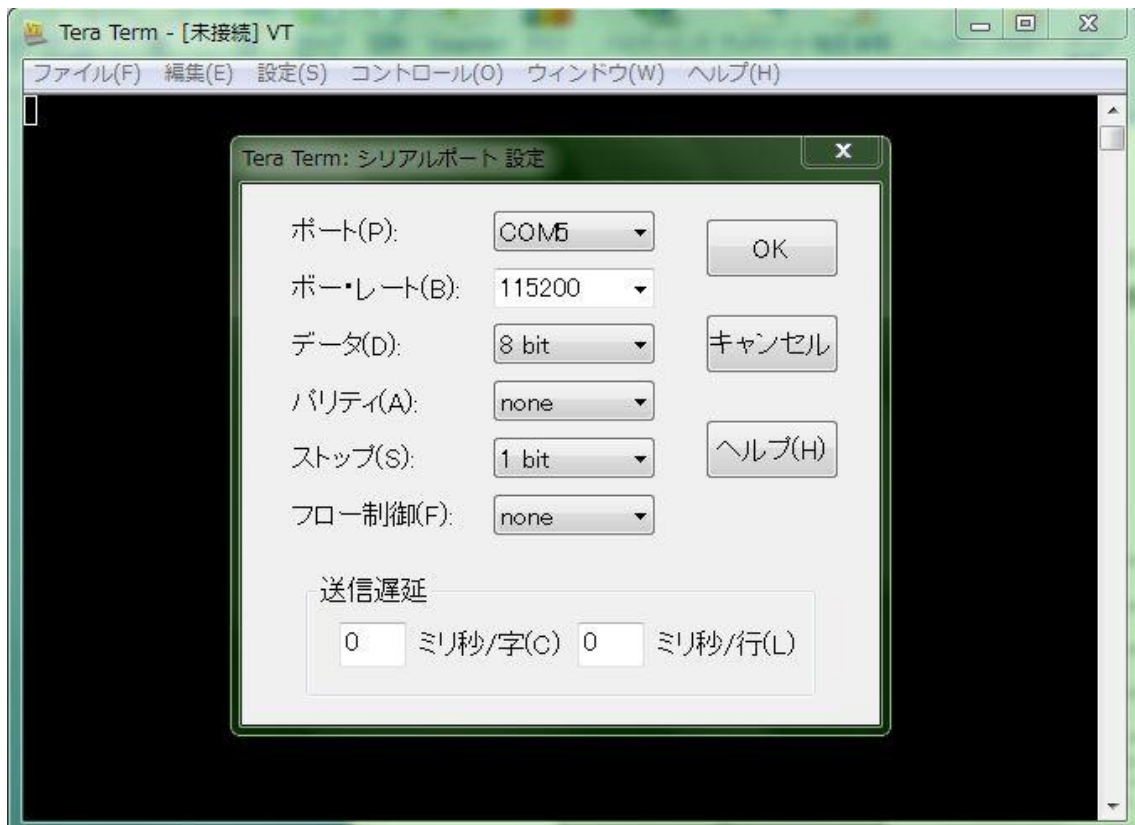 Tera Term - [未接続] VT
ファイル(F) 編集(E) 設定(S) コントロール(O) ウィンドウ(W) ヘルプ(H)
Tera Term: シリアルポート 設定
ポート(P): COM5
OK
ボー・レート(B): 115200
データ(D): 8 bit
キャンセル
パリティ(A): none
ストップ(S): 1 bit
ヘルプ(H)
フロー制御(F): none
送信遅延
0 ミリ秒/字(C) 0 ミリ秒/行(L)